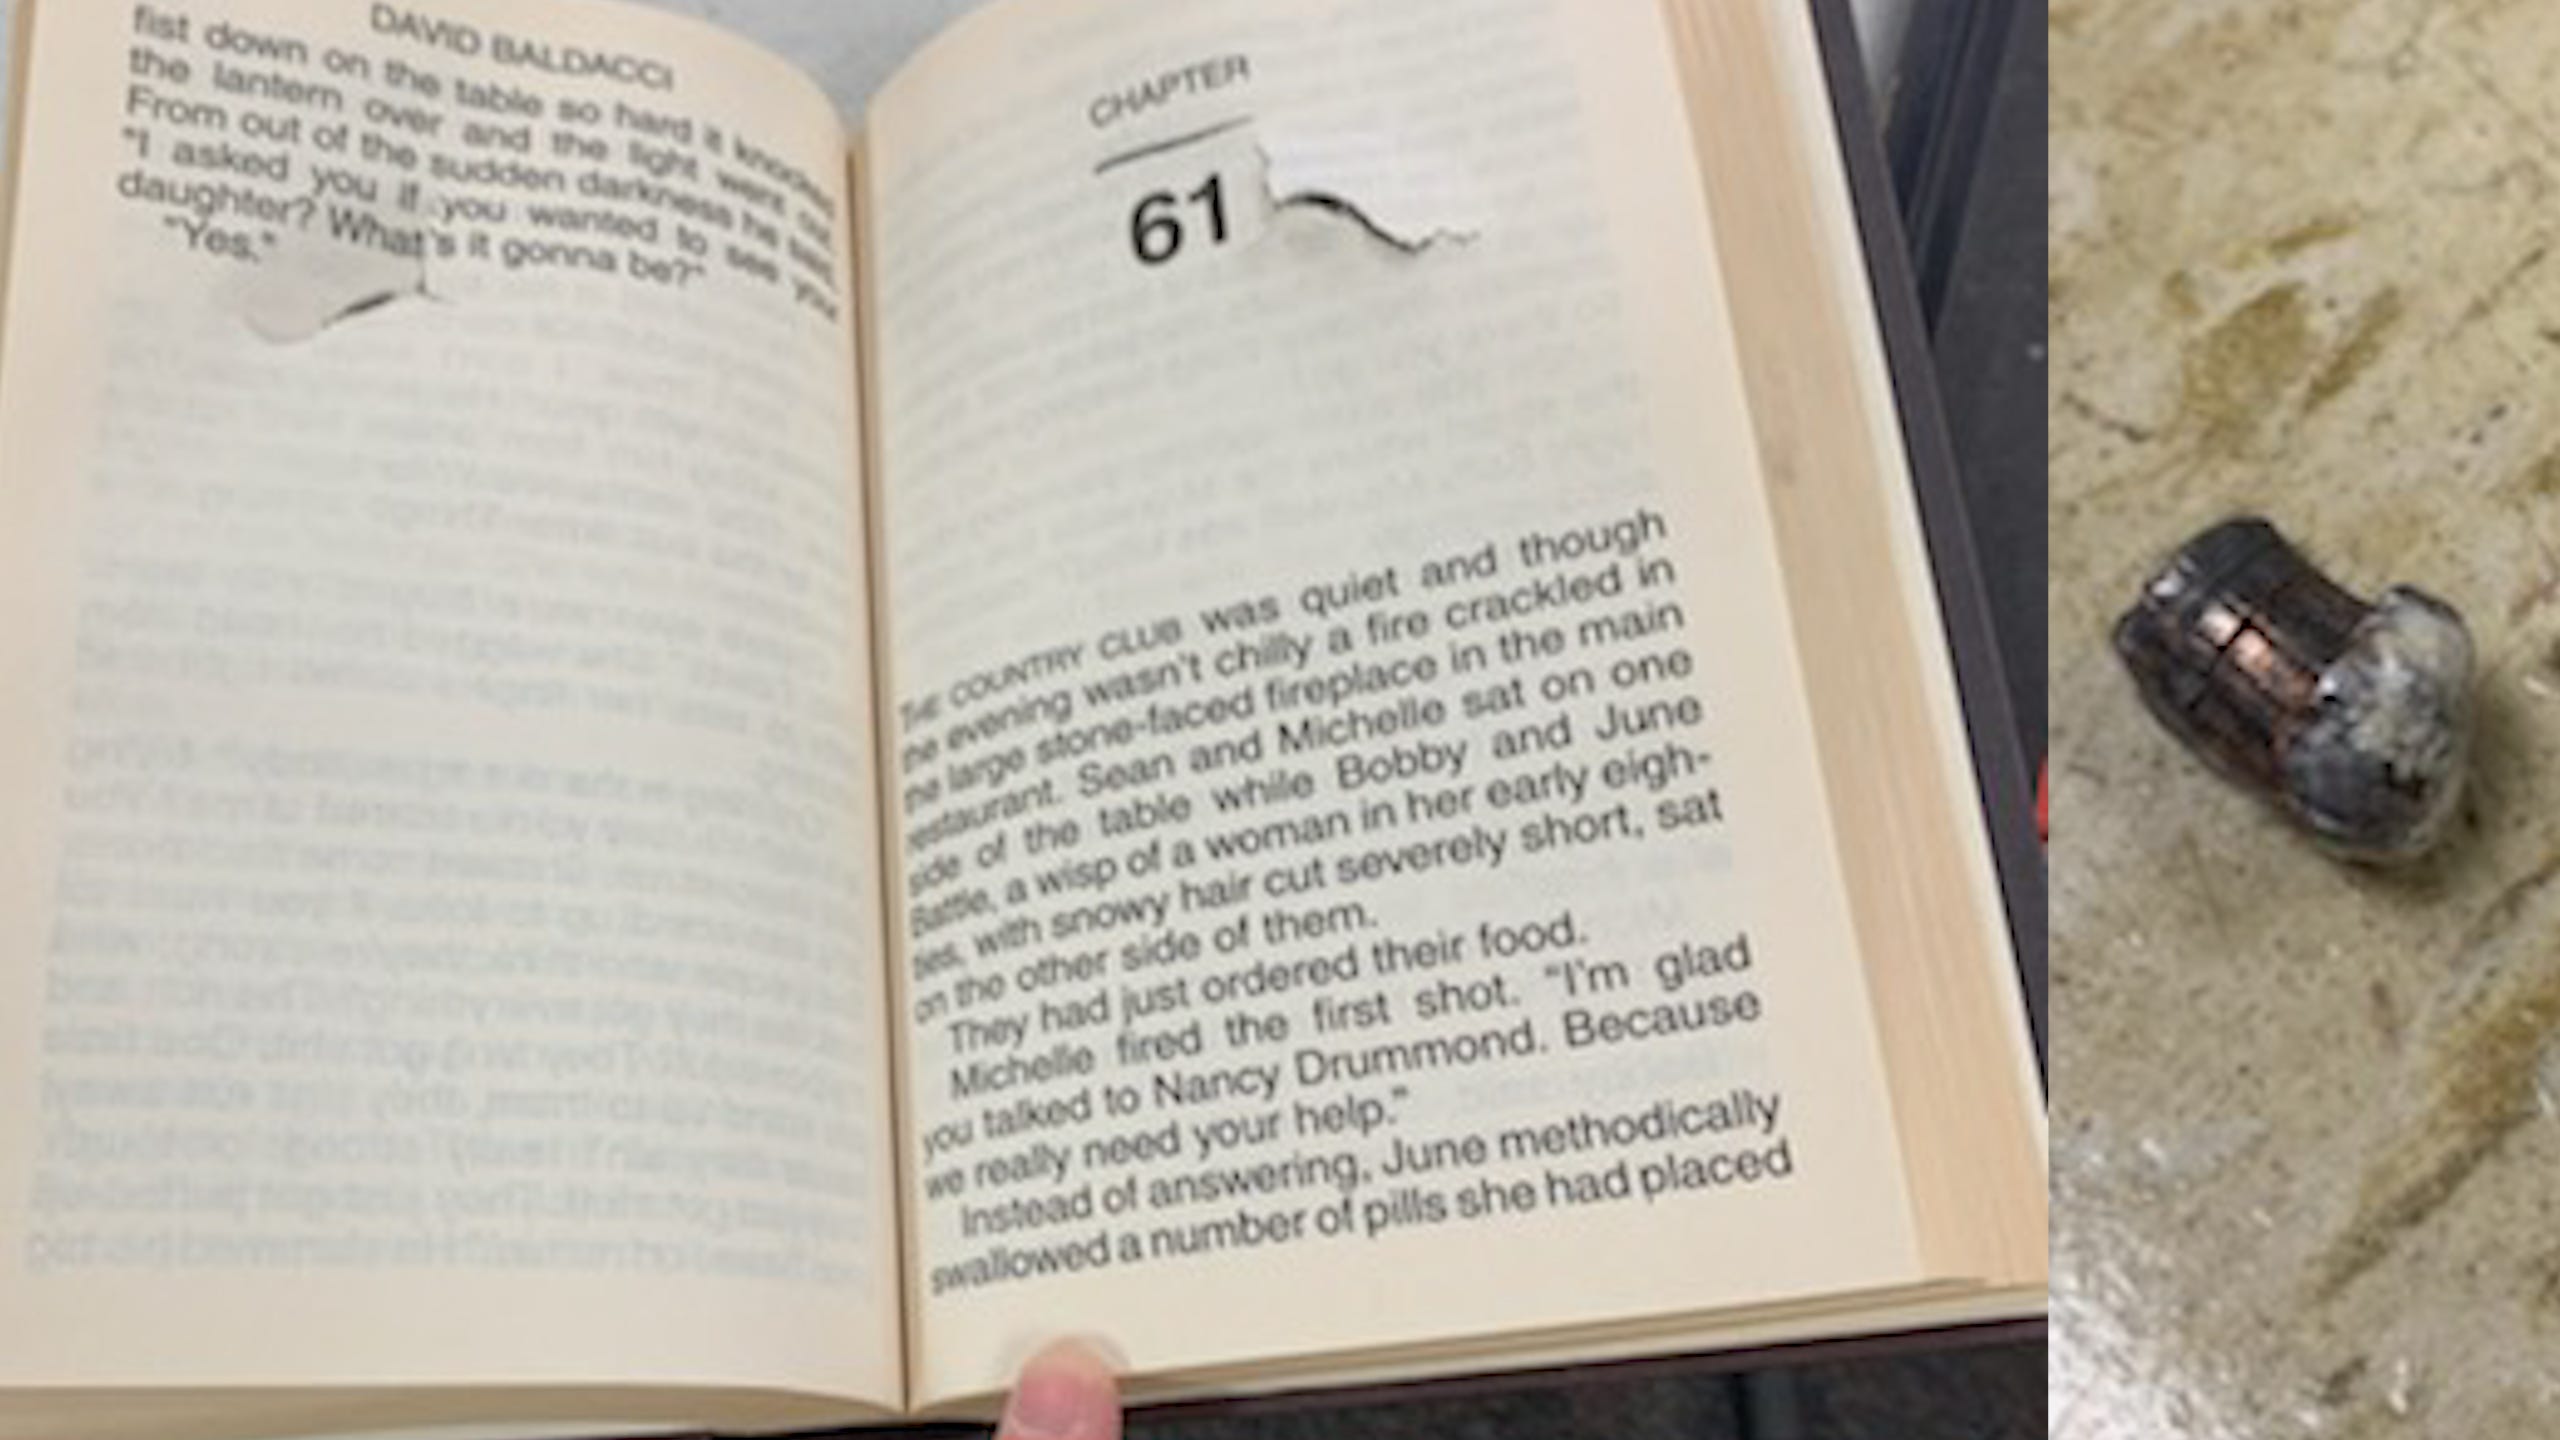 DAVID BALDACCI
fist down on the table so hard it knocked
the lantern over and the light went out.
From out of the sudden darkness he said,
"I asked you if you wanted to see your
daughter? What's it gonna be?"
"Yes."
CHAPTER
61
THE COUNTRY CLUB was quiet and though
the evening wasn't chilly a fire crackled in
the large stone-faced fireplace in the main
restaurant. Sean and Michelle sat on one
side of the table while Bobby and June
Battle, a wisp of a woman in her early eigh-
ties, with snowy hair cut severely short, sat
on the other side of them.
They had just ordered their food.
Michelle fired the first shot. "I'm glad
you talked to Nancy Drummond. Because
we really need your help."
Instead of answering, June methodically
swallowed a number of pills she had placed